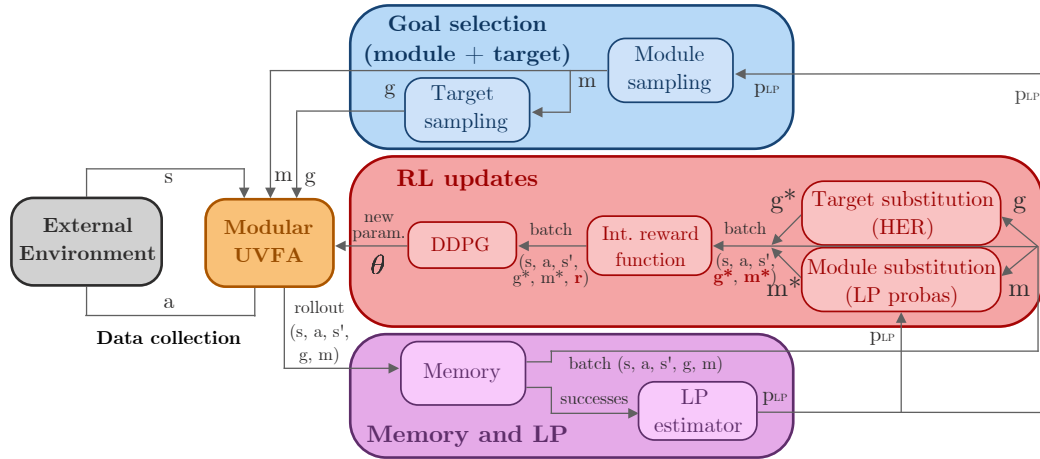 Goal selection
(module + target)
Module
sampling
m
g
Target
sampling
pLP
pLP
s
m
g
External
Environment
Modular
UVFA
a
Data collection
RL updates
new
param.
θ
DDPG
batch
(s, a, s',
g*, m*, r)
Int. reward
function
batch
(s, a, s',
g*, m*)
g*
Target substitution
(HER)
g
m*
Module substitution
(LP probas)
m
pLP
rollout
(s, a, s',
g, m)
Memory
batch (s, a, s', g, m)
successes
LP
estimator
pLP
Memory and LP